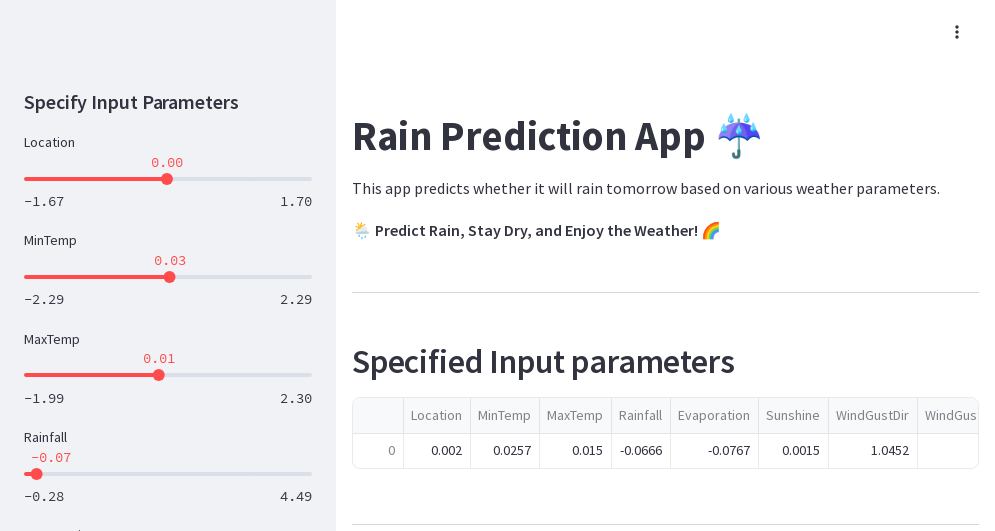 Specify Input Parameters
Location
0.00
-1.67 1.70
MinTemp
0.03
-2.29 2.29
MaxTemp
0.01
-1.99 2.30
Rainfall
-0.07
-0.28 4.49
Rain Prediction App ☔
This app predicts whether it will rain tomorrow based on various weather parameters.
🌦️ Predict Rain, Stay Dry, and Enjoy the Weather! 🌈
Specified Input parameters
Location MinTemp MaxTemp Rainfall Evaporation Sunshine WindGustDir WindGus
0 0.002 0.0257 0.015 -0.0666 -0.0767 0.0015 1.0452